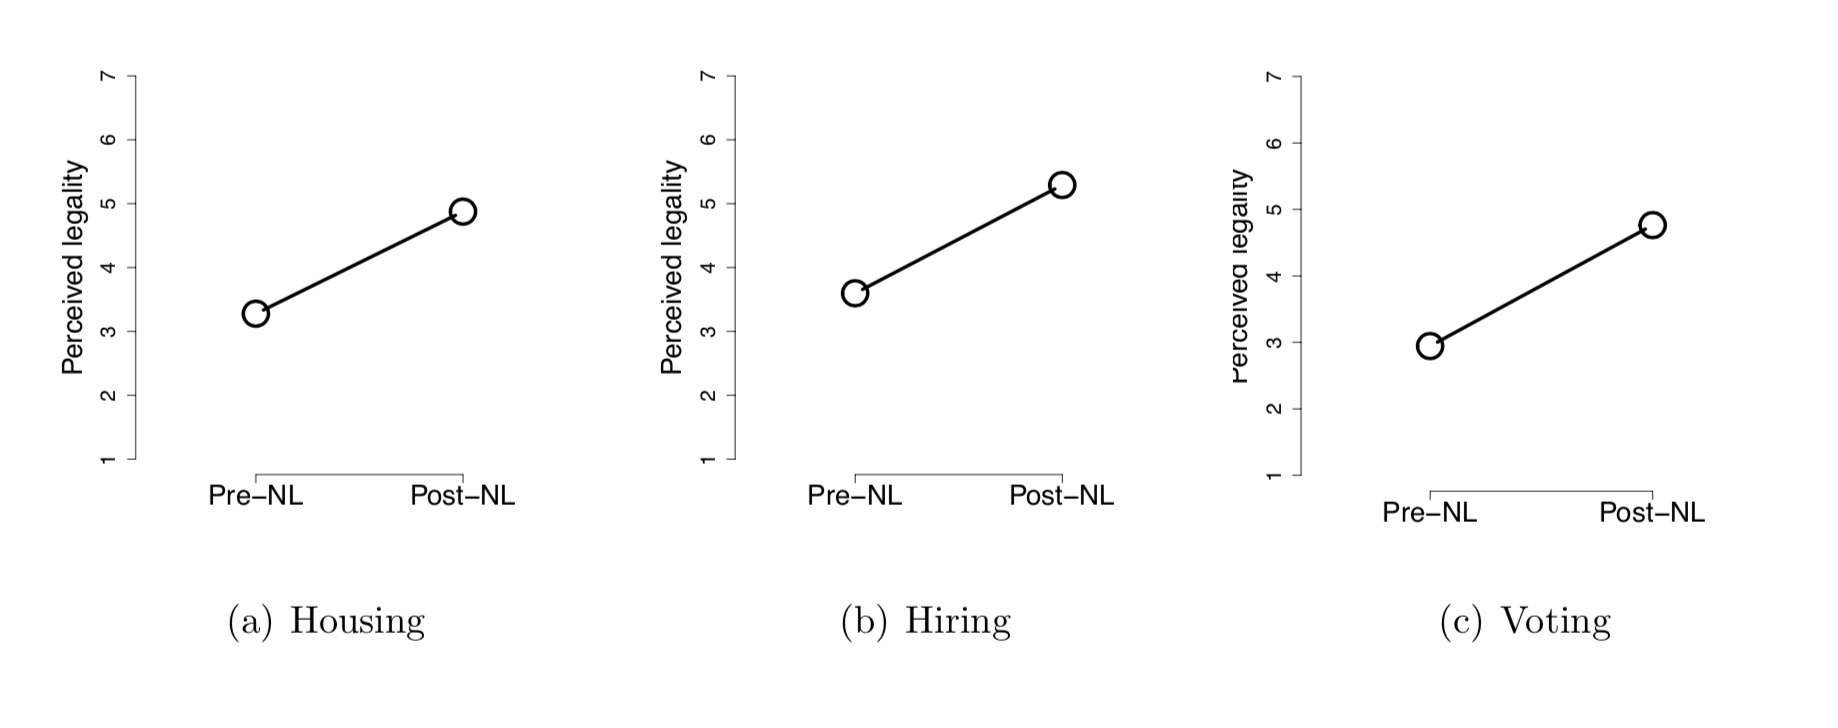 Perceived legality
7
6
5
4
3
2
1
Pre–NL Post–NL
(a) Housing
Perceived legality
7
6
5
4
3
2
1
Pre–NL Post–NL
(b) Hiring
Perceived legality
7
6
5
4
3
2
1
Pre–NL Post–NL
(c) Voting